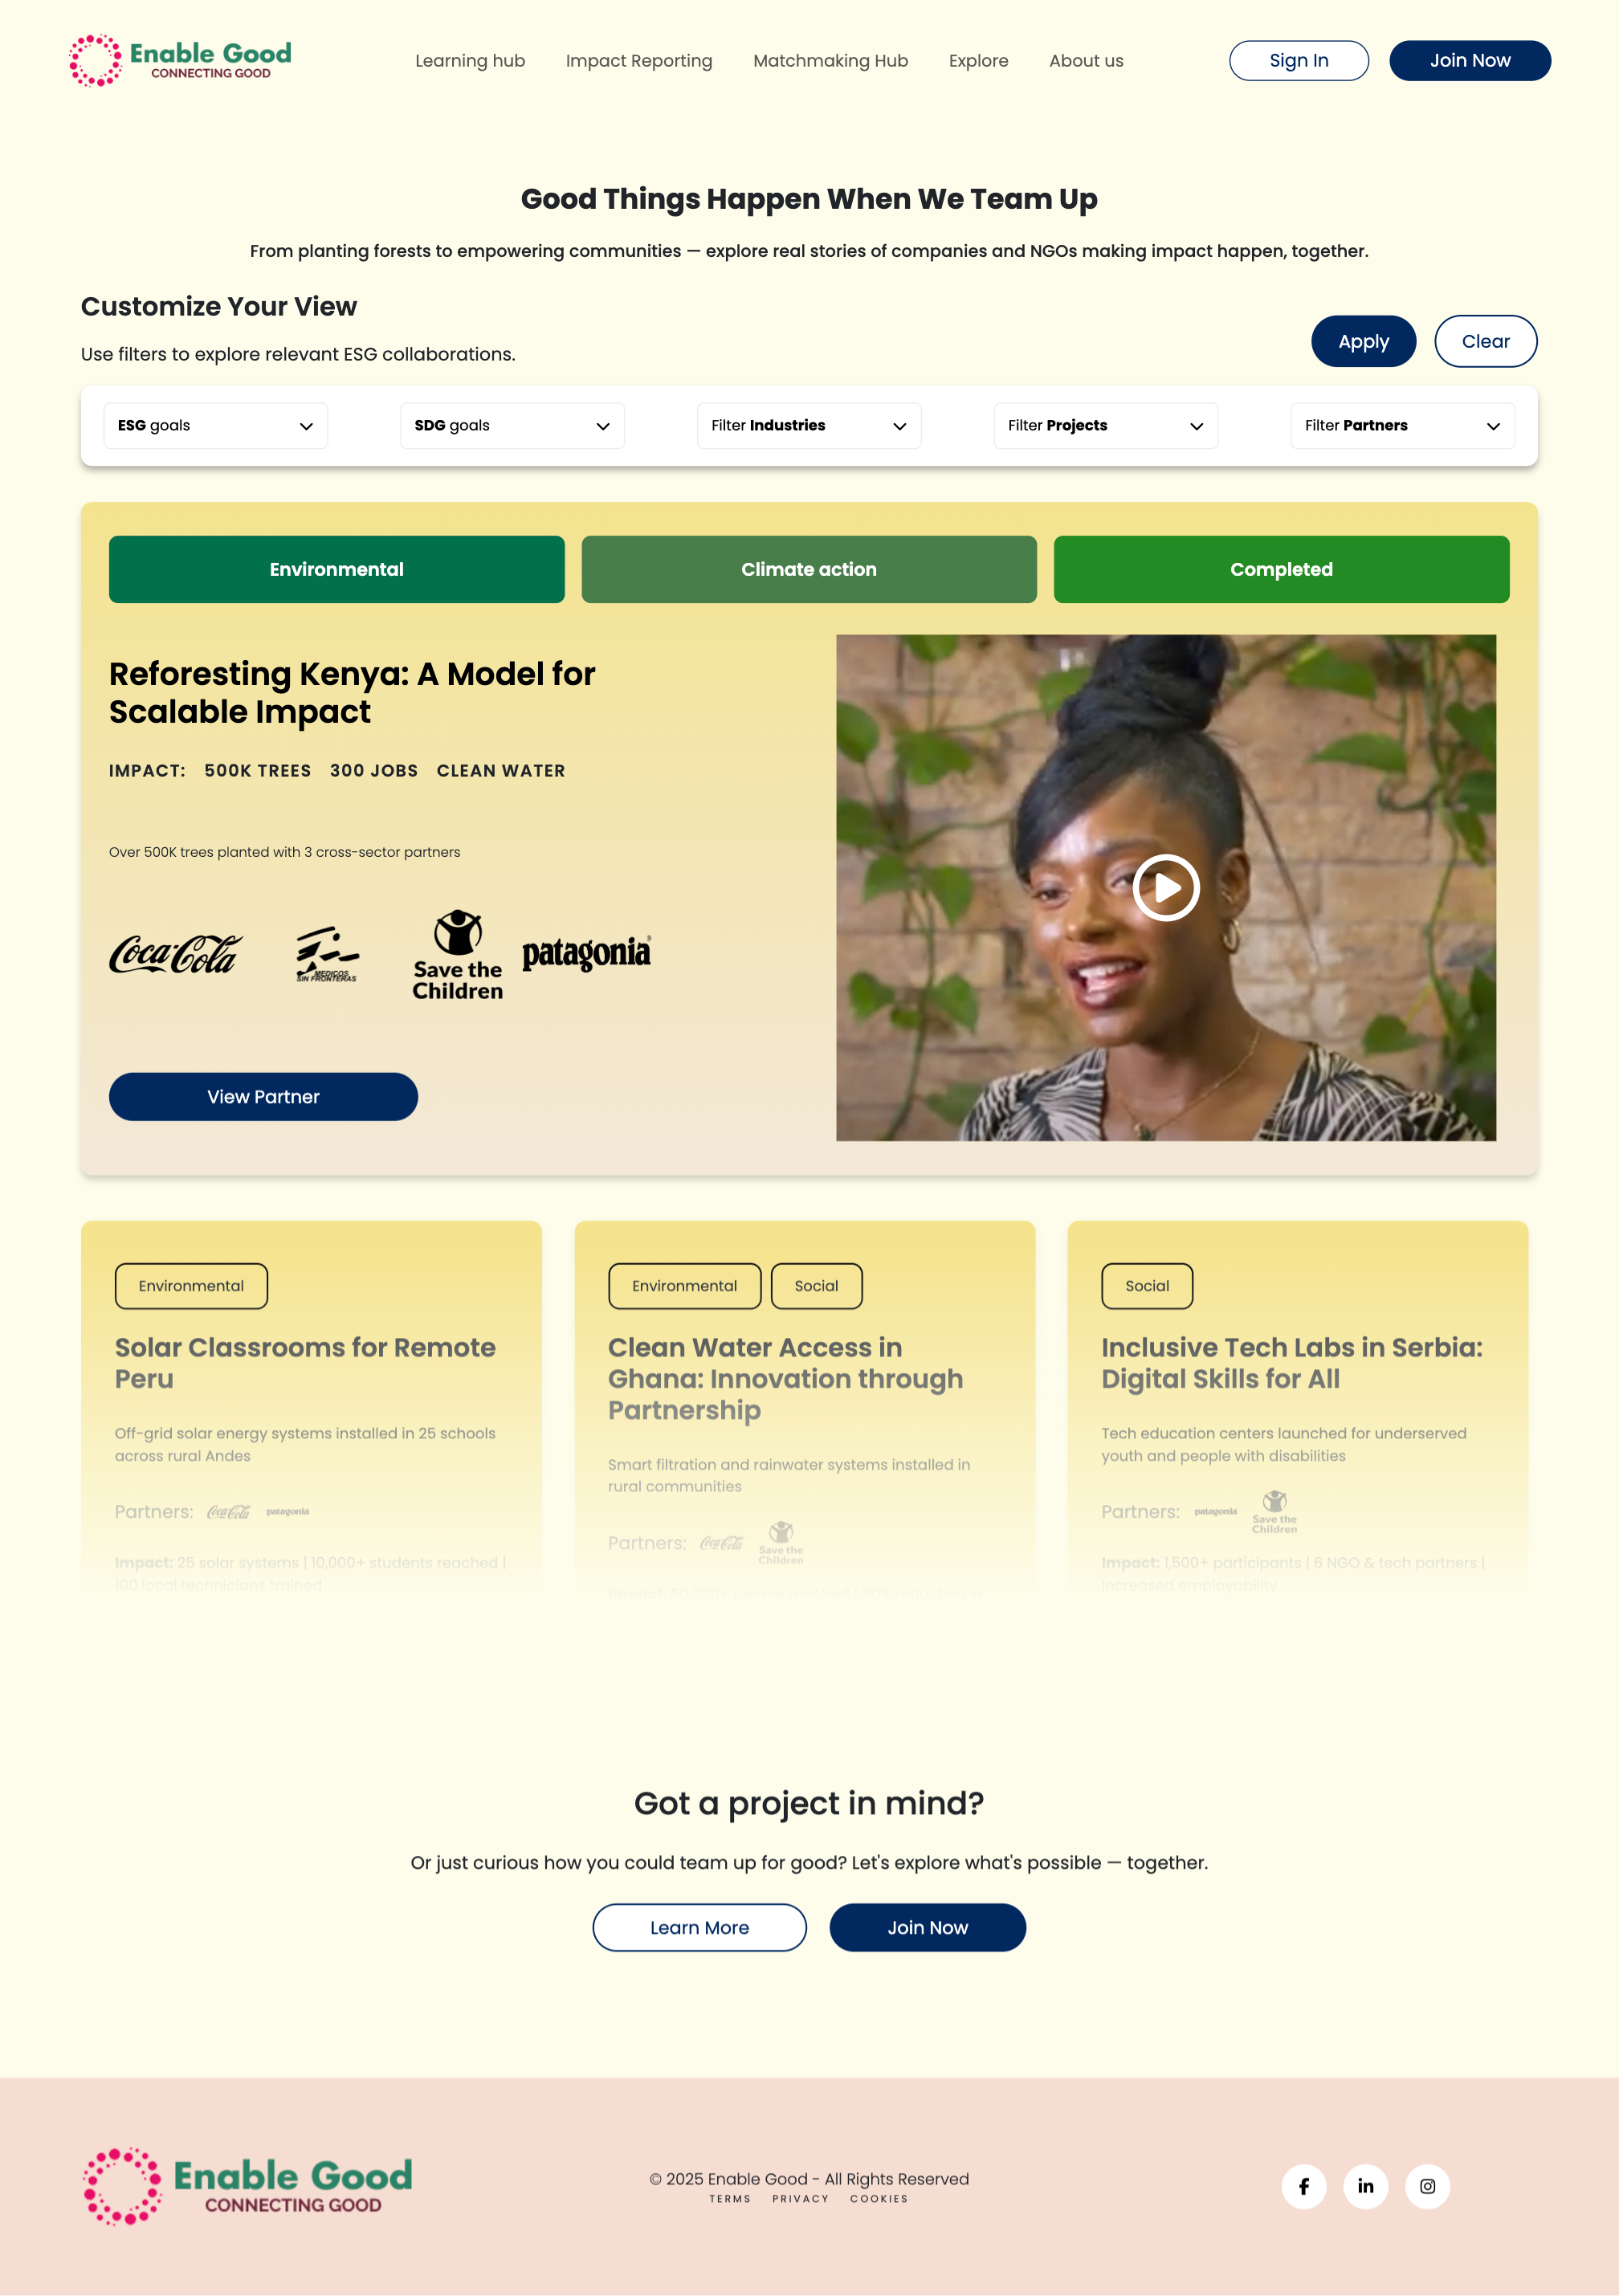 Enable Good
CONNECTING GOOD
Learning hub
Impact Reporting
Matchmaking Hub
Explore
About us
Sign In
Join Now
Good Things Happen When We Team Up
From planting forests to empowering communities — explore real stories of companies and NGOs making impact happen, together.
Customize Your View
Use filters to explore relevant ESG collaborations.
Apply
Clear
ESG goals
SDG goals
Filter Industries
Filter Projects
Filter Partners
Environmental
Climate action
Completed
Reforesting Kenya: A Model for
Scalable Impact
IMPACT: 500K TREES 300 JOBS CLEAN WATER
Over 500K trees planted with 3 cross-sector partners
Coca-Cola
MEDICOS
SIN FRONTERAS
Save the
Children
patagonia®
View Partner
Environmental
Solar Classrooms for Remote
Peru
Off-grid solar energy systems installed in 25 schools
across rural Andes
Partners: Coca-Cola patagonia
Impact: 25 solar systems | 10,000+ students reached |
100 local technicians trained
Environmental
Social
Clean Water Access in
Ghana: Innovation through
Partnership
Smart filtration and rainwater systems installed in
rural communities
Partners: Coca-Cola Save the
Children
Impact: 50,000+ people reached | 90% reduction in
Social
Inclusive Tech Labs in Serbia:
Digital Skills for All
Tech education centers launched for underserved
youth and people with disabilities
Partners: patagonia Save the
Children
Impact: 1,500+ participants | 6 NGO & tech partners |
Increased employability
Got a project in mind?
Or just curious how you could team up for good? Let's explore what's possible — together.
Learn More
Join Now
Enable Good
CONNECTING GOOD
© 2025 Enable Good - All Rights Reserved
TERMS PRIVACY COOKIES
f
in